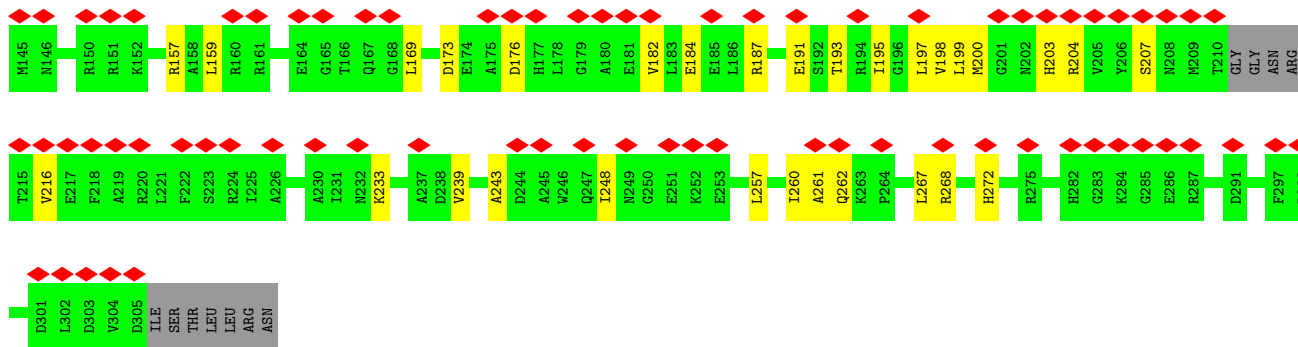 M145 N146 R150 R151 K152 R157 A158 L159 R160 R161 E164 G165 T166 Q167 G168 L169 D173 E174 A175 D176 H177 L178 G179 A180 E181 V182 L183 E184 E185 L186 R187 E191 S192 T193 R194 I195 G196 L197 V198 L199 M200 G201 N202 H203 R204 V205 Y206 S207 N208 M209 T210 GLY GLY ASN ARG
T215 V216 E217 F218 A219 R220 L221 F222 S223 R224 I225 A226 A230 I231 N232 K233 A237 D238 V239 A243 D244 A245 W246 Q247 I248 N249 G250 E251 K252 E253 L257 I260 A261 Q262 K263 P264 L267 R268 H272 R275 H282 G283 K284 G285 E286 R287 D291 F297
D301 L302 D303 V304 D305 ILE SER THR LEU LEU ARG ASN